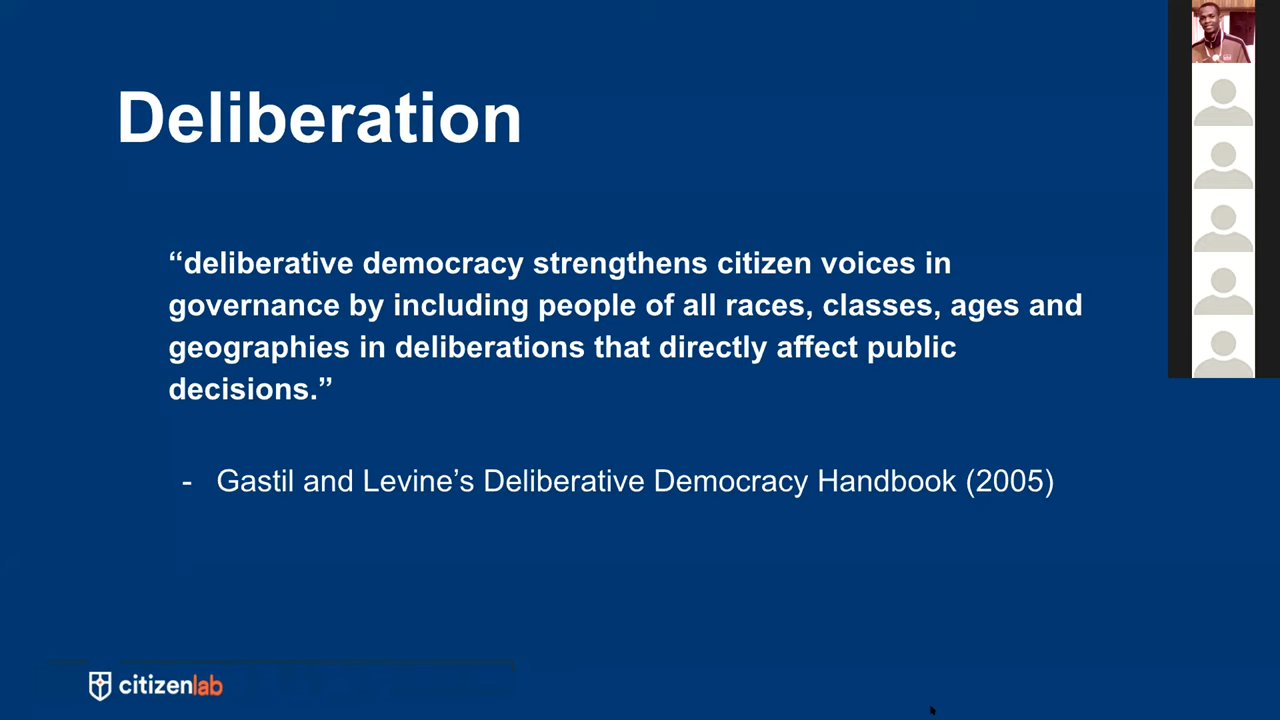 Deliberation
“deliberative democracy strengthens citizen voices in
governance by including people of all races, classes, ages and
geographies in deliberations that directly affect public
decisions.”
- Gastil and Levine’s Deliberative Democracy Handbook (2005)
citizenlab